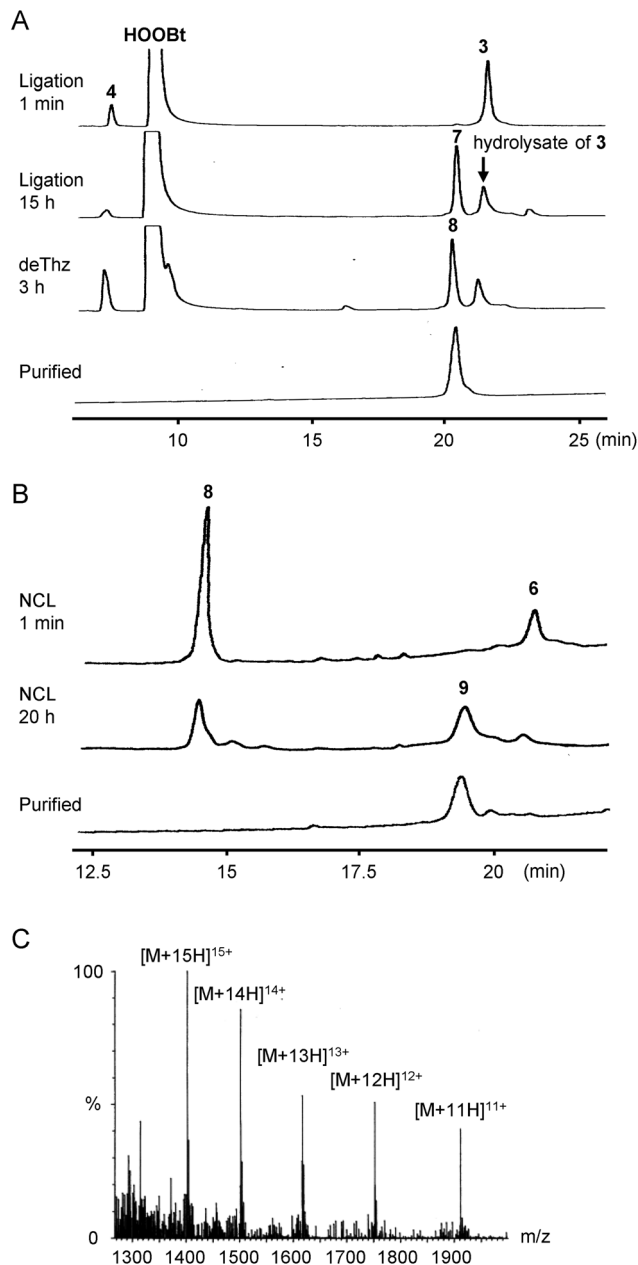 A
HOOBt
Ligation
1 min
4
3
Ligation
15 h
7
hydrolysate of 3
deThz
3 h
8
Purified
10 15 20 25 (min)
B
8
NCL
1 min
6
NCL
20 h
9
Purified
12.5 15 17.5 20 (min)
C
[M+15H]15+
100
[M+14H]14+
[M+13H]13+
[M+12H]12+
%
[M+11H]11+
0
m/z
1300 1400 1500 1600 1700 1800 1900